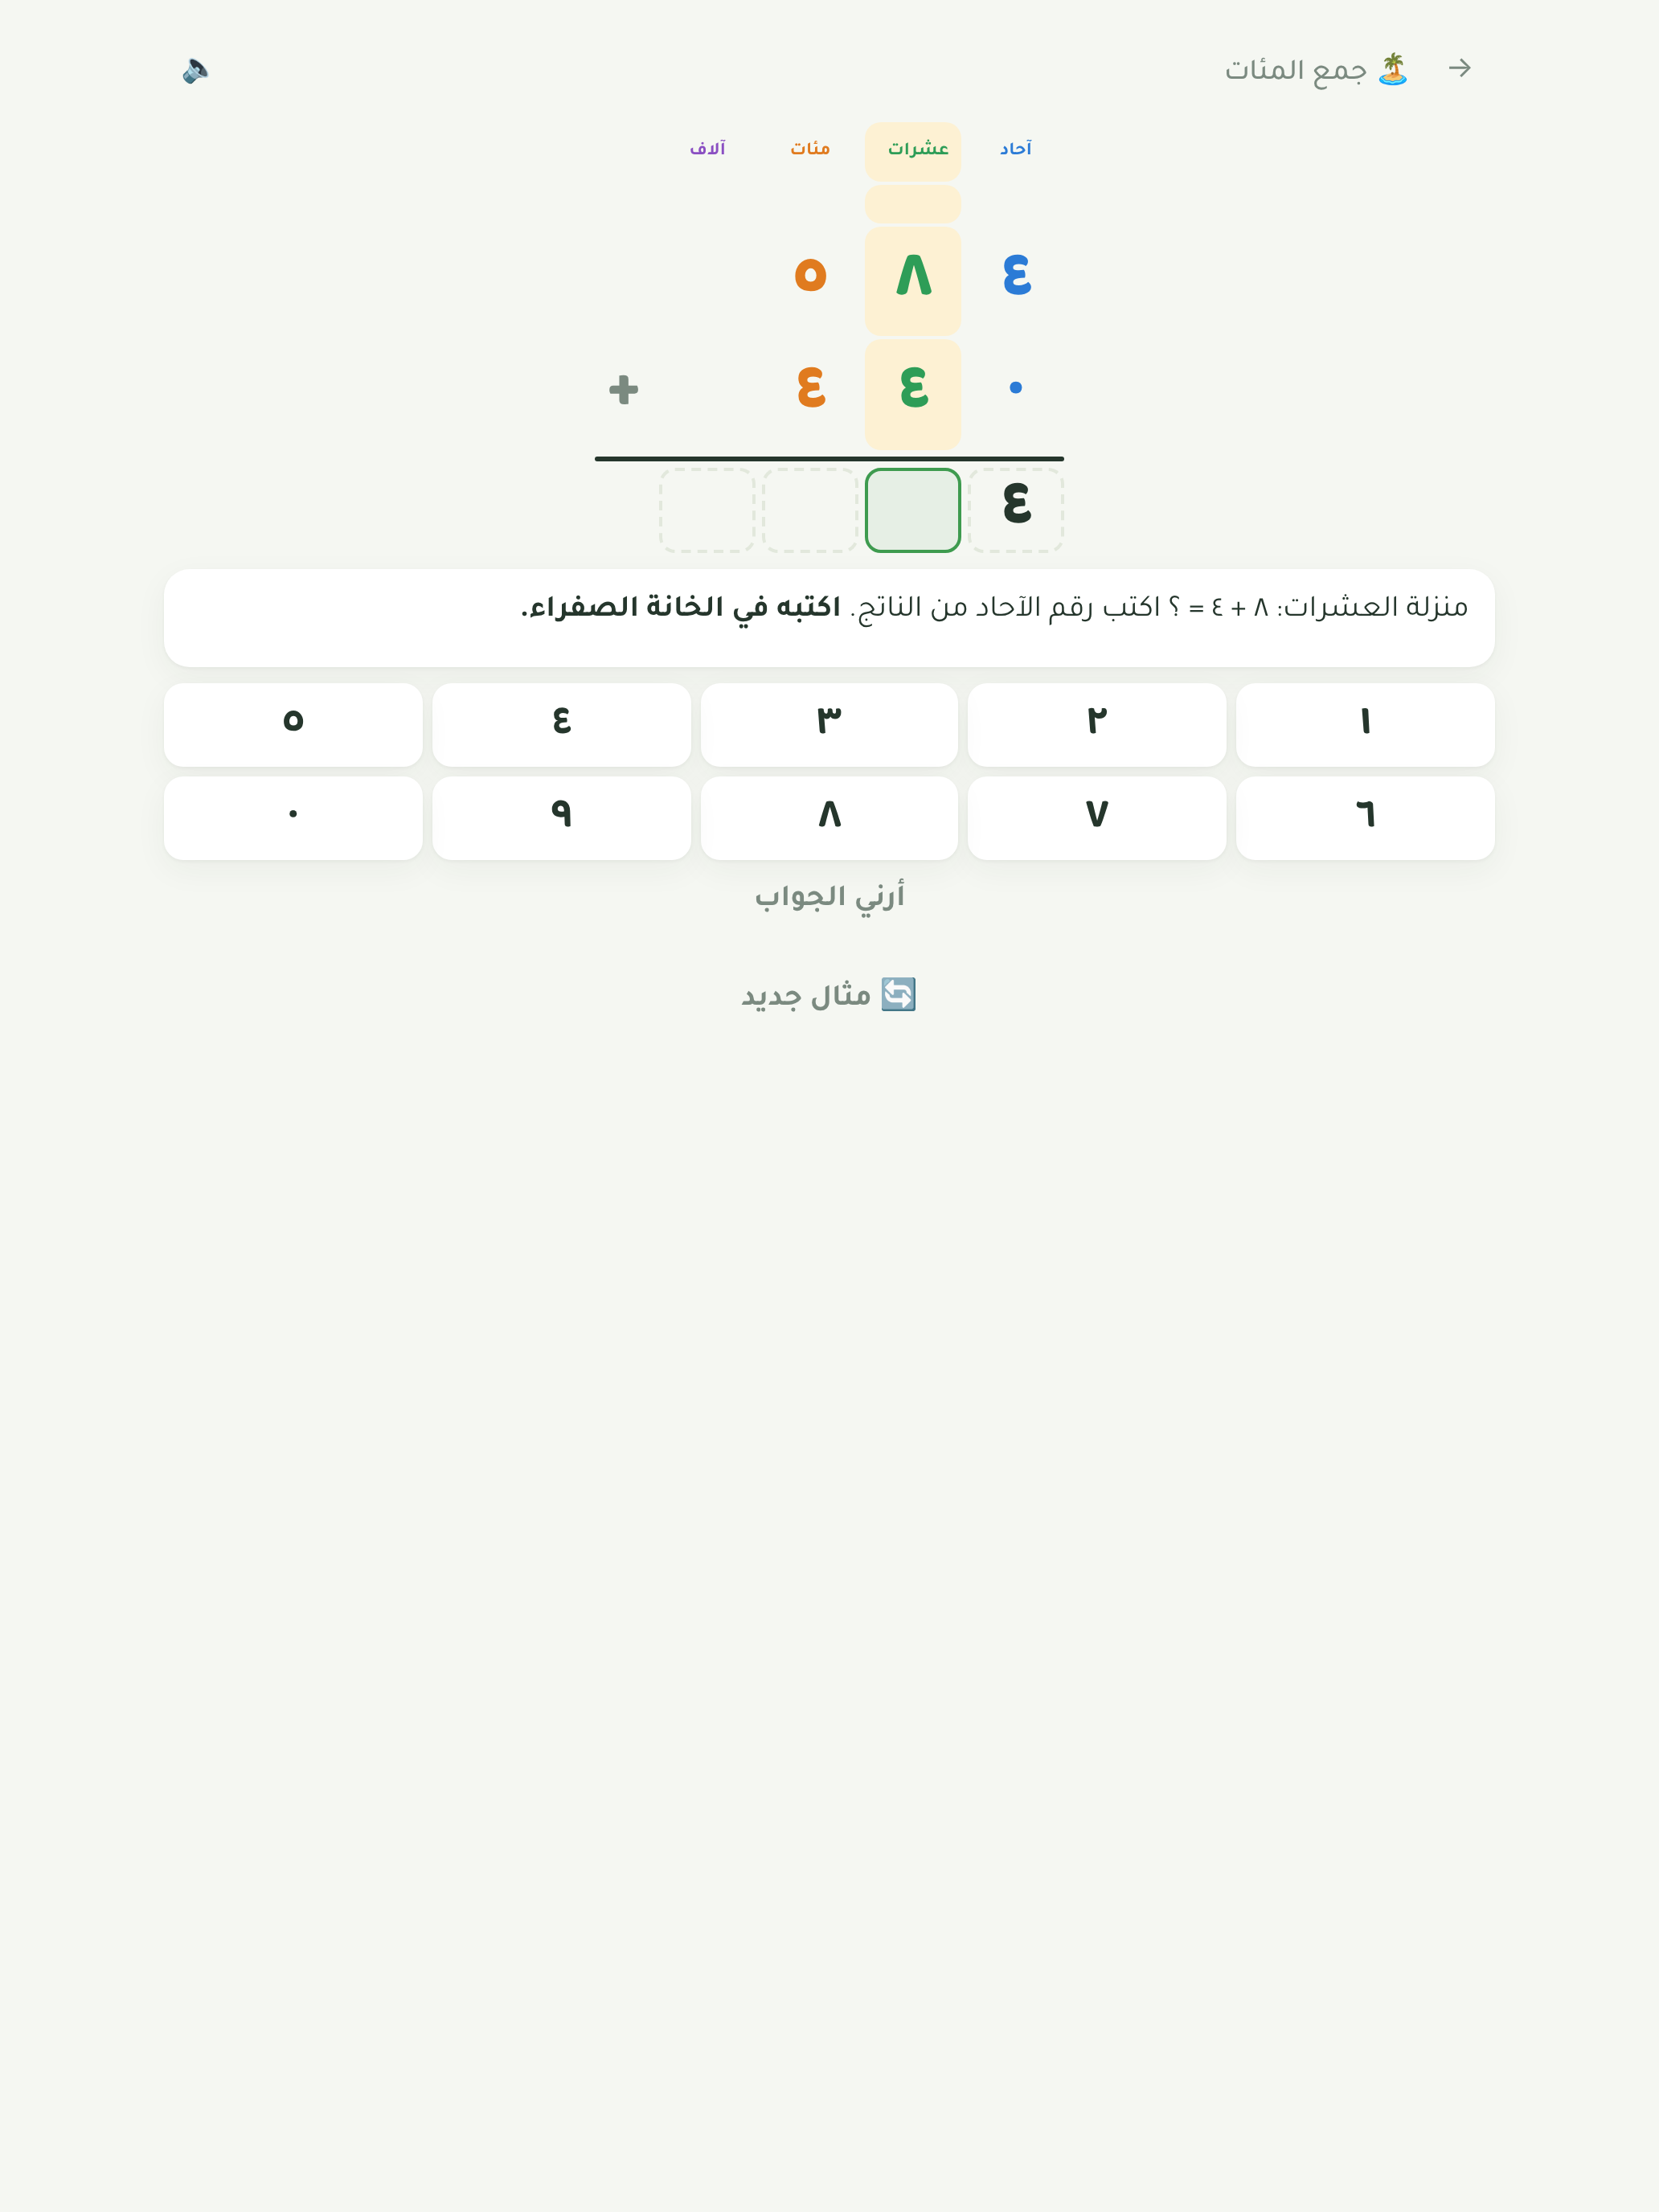 → 🏝️ جمع المئات 🔈
آحاد عشرات مئات آلاف
٤ ٨ ٥
٠ ٤ ٤ +
٤
منزلة العشرات: ٨ + ٤ = ؟ اكتب رقم الآحاد من الناتج. اكتبه في الخانة الصفراء.
١ ٢ ٣ ٤ ٥
٦ ٧ ٨ ٩ ٠
أرني الجواب
🔄 مثال جديد